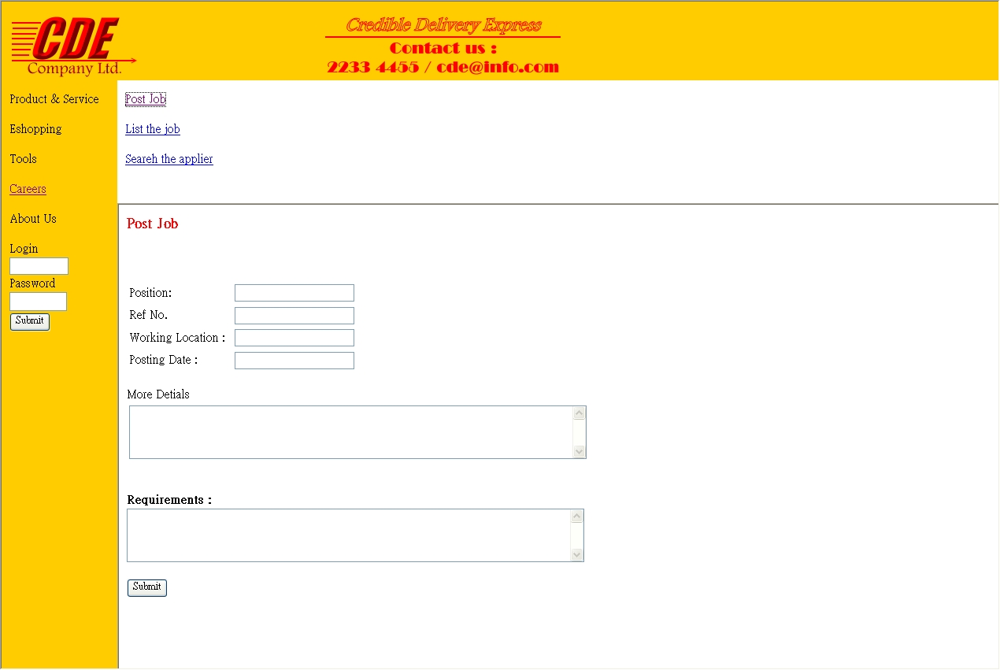 CDE
Company Ltd.
Credible Delivery Express
Contact us :
2233 4455 / cde@info.com
Product & Service
Eshopping
Tools
Careers
About Us
Login
Password
Submit
Post Job
List the job
Seareh the applier
Post Job
Position:
Ref No.
Working Location :
Posting Date :
More Detials
Requirements :
Submit